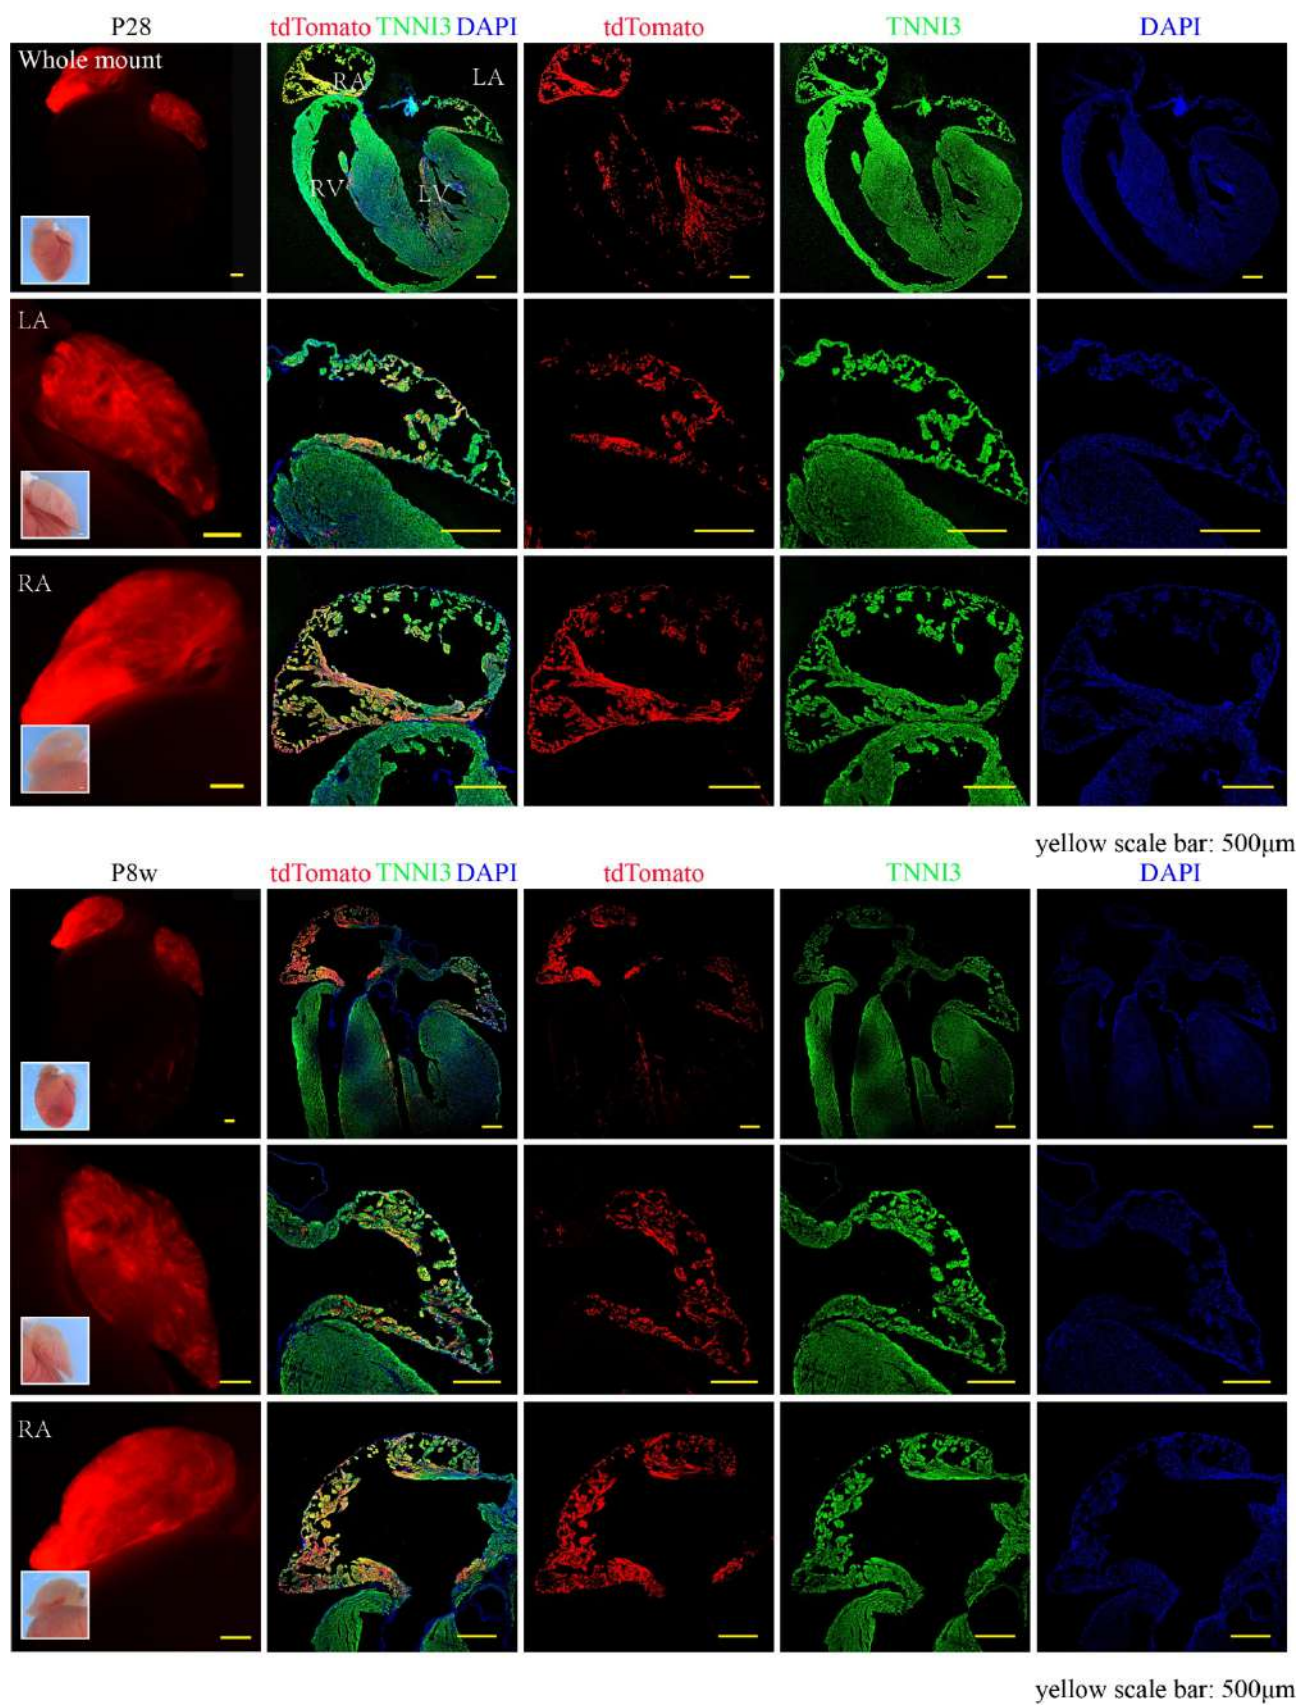 P28 tdTomato TNNI3 DAPI tdTomato TNNI3 DAPI
Whole mount
RA LA
RV LV
LA
RA
yellow scale bar: 500μm
P8w tdTomato TNNI3 DAPI tdTomato TNNI3 DAPI
RA
yellow scale bar: 500μm